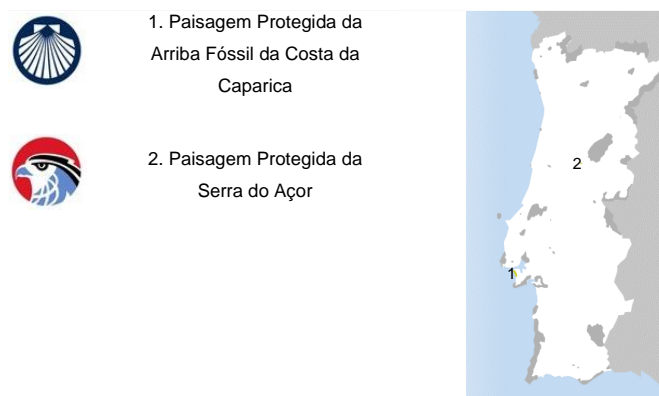 1. Paisagem Protegida da
Arriba Fóssil da Costa da
Caparica
2. Paisagem Protegida da
Serra do Açor
2
1